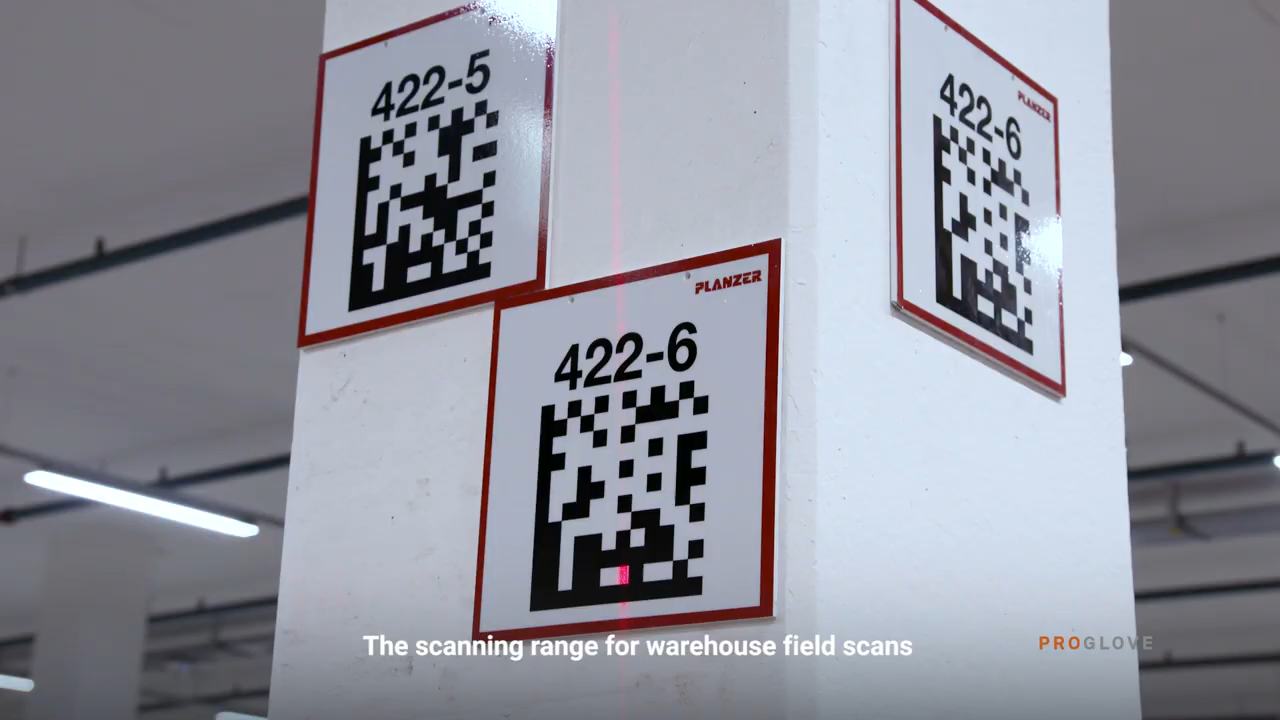 422-5
PLANZER
422-6
PLANZER
422-6
The scanning range for warehouse field scans
PROGLOVE